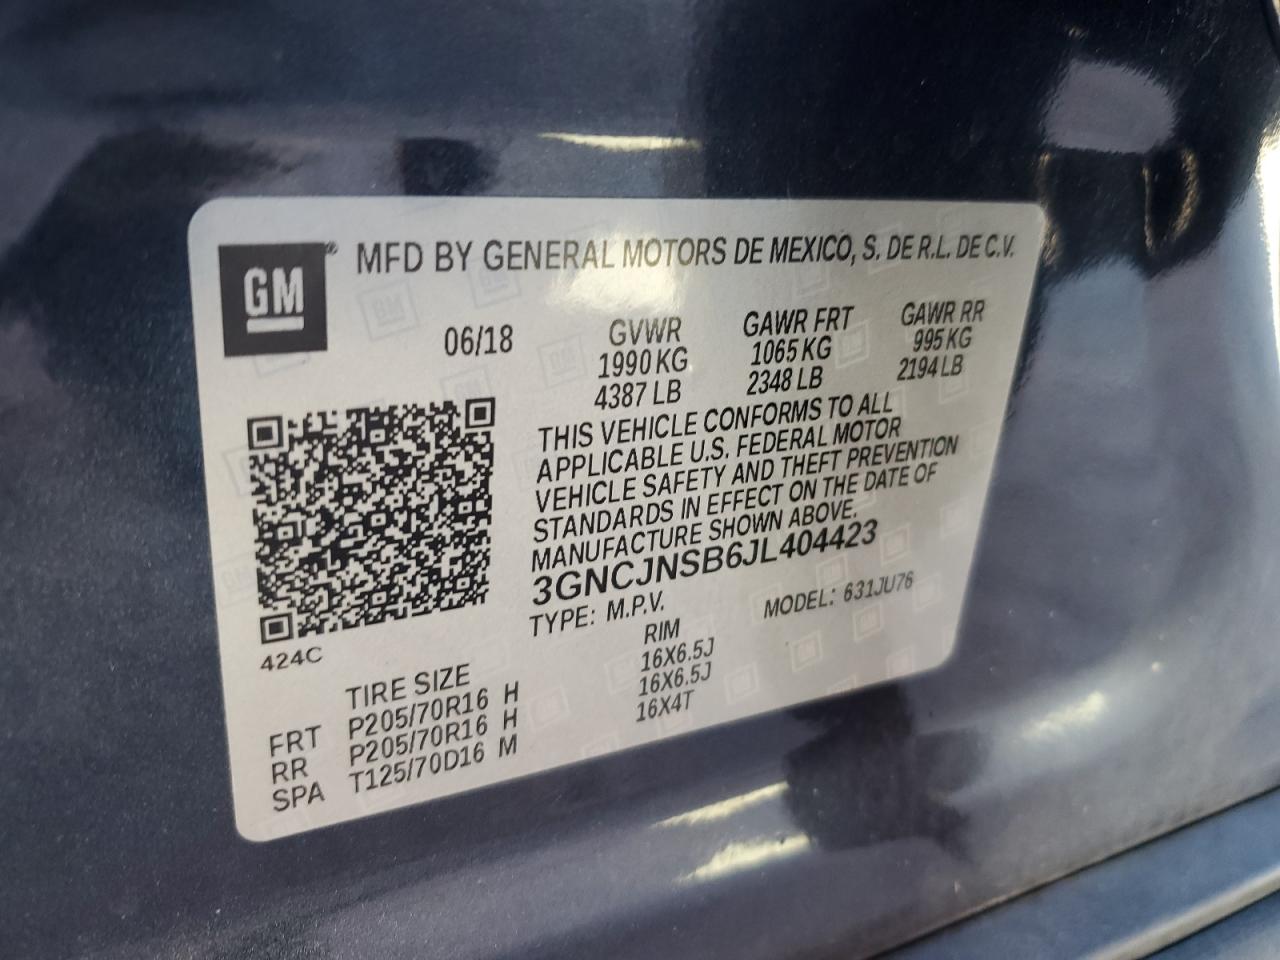 GM® MFD BY GENERAL MOTORS DE MEXICO, S. DE R.L. DE C.V.
06/18 GVWR GAWR FRT GAWR RR
1990 KG 1065 KG 995 KG
4387 LB 2348 LB 2194 LB
THIS VEHICLE CONFORMS TO ALL
APPLICABLE U.S. FEDERAL MOTOR
VEHICLE SAFETY AND THEFT PREVENTION
STANDARDS IN EFFECT ON THE DATE OF
MANUFACTURE SHOWN ABOVE.
3GNCJNSB6JL404423
TYPE: M.P.V. MODEL: 631JU76
424C
TIRE SIZE RIM
FRT P205/70R16 H 16X6.5J
RR P205/70R16 H 16X6.5J
SPA T125/70D16 M 16X4T